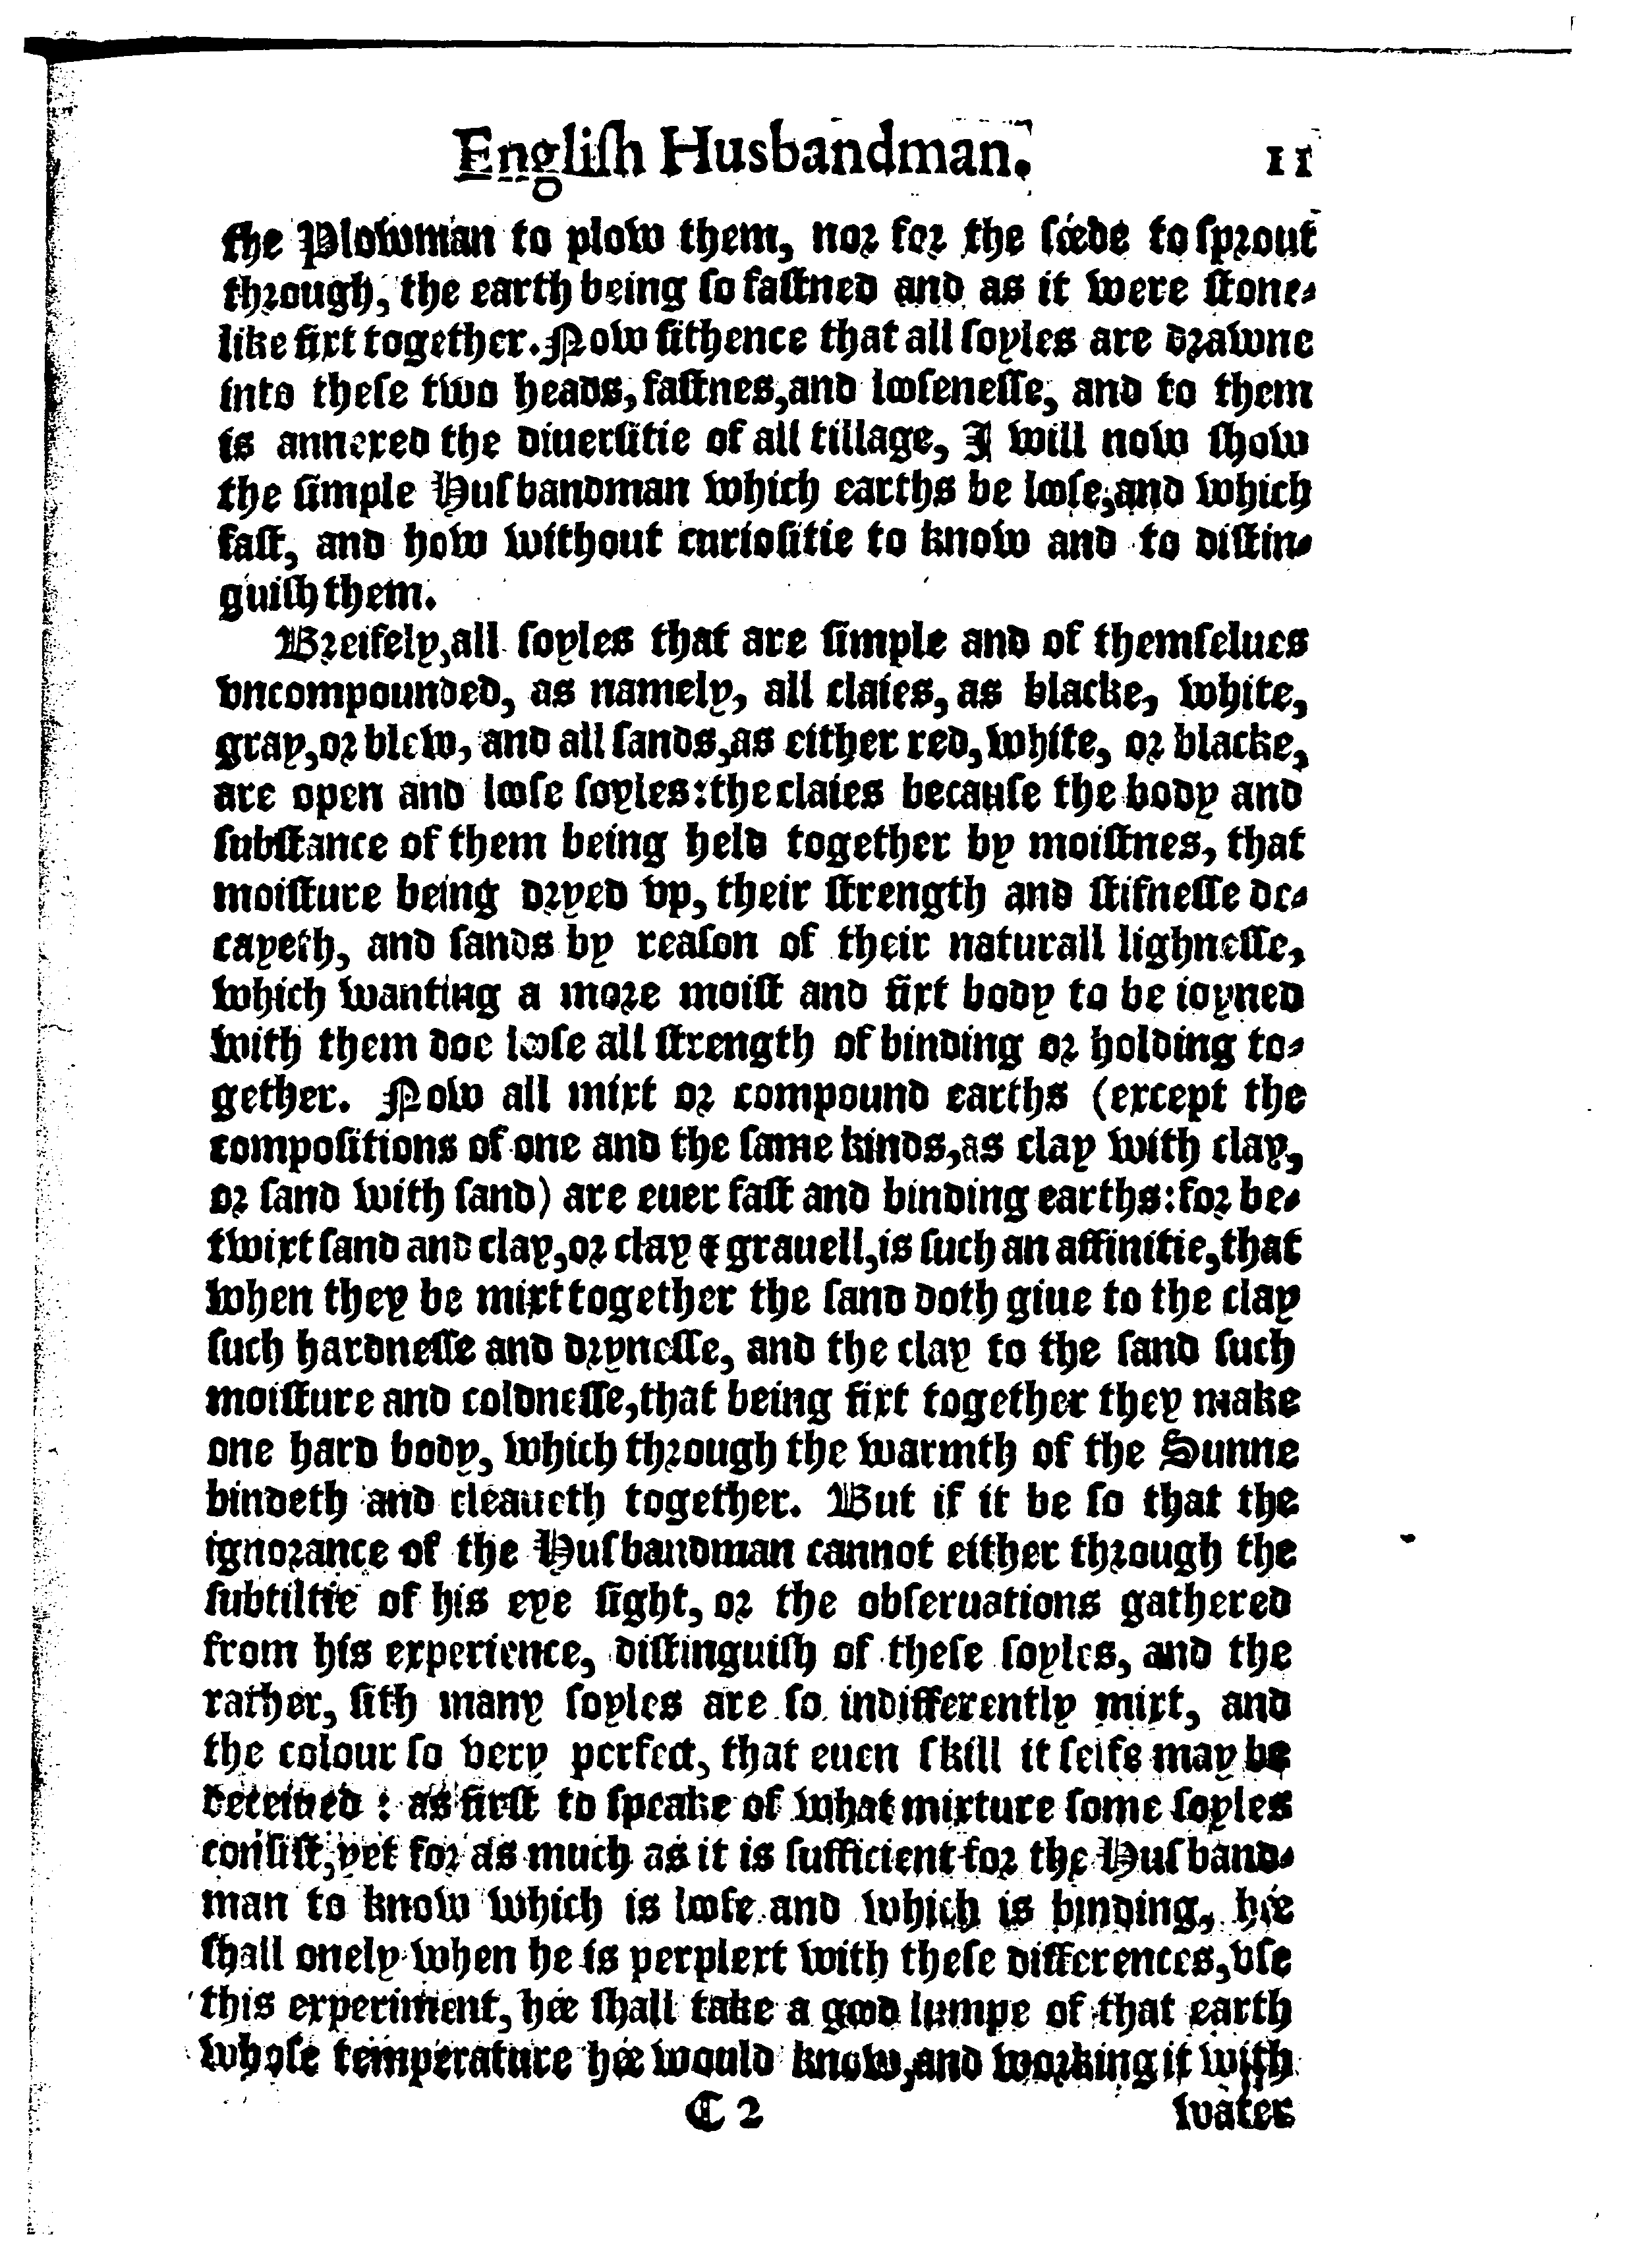 Engliſh Husbandman. 11
the Plowman to plow them, nor for the ſeede to ſprout
through, the earth being ſo faſtned and as it were ſtone-
like fixt together. Now ſithence that all ſoyles are drawne
into theſe two heads, faſtnes, and looſeneſſe, and to them
is annexed the diuerſitie of all tillage, I will now ſhow
the ſimple Huſbandman which earths be looſe, and which
faſt, and how without curioſitie to know and to diſtin-
guiſh them.
Breifely, all ſoyles that are ſimple and of themſelues
vncompounded, as namely, all claies, as blacke, white,
gray, or blew, and all ſands, as either red, white, or blacke,
are open and looſe ſoyles: the claies becauſe the body and
ſubſtance of them being held together by moiſtnes, that
moiſture being dryed vp, their ſtrength and ſtifneſſe de-
cayeth, and ſands by reaſon of their naturall lighneſſe,
which wanting a more moiſt and fixt body to be ioyned
with them doe looſe all ſtrength of binding or holding to-
gether. Now all mixt or compound earths (except the
compoſitions of one and the ſame kinds, as clay with clay,
or ſand with ſand) are euer faſt and binding earths: for be-
twixt ſand and clay, or clay & grauell, is ſuch an affinitie, that
when they be mixt together the ſand doth giue to the clay
ſuch hardneſſe and dryneſſe, and the clay to the ſand ſuch
moiſture and coldneſſe, that being fixt together they make
one hard body, which through the warmth of the Sunne
bindeth and cleaueth together. But if it be ſo that the
ignorance of the Huſbandman cannot either through the
ſubtiltie of his eye ſight, or the obſeruations gathered
from his experience, diſtinguiſh of theſe ſoyles, and the
rather, ſith many ſoyles are ſo indifferently mixt, and
the colour ſo very perfect, that euen ſkill it ſelfe may be
deceiued: as firſt to ſpeake of what mixture ſome ſoyles
conſiſt, yet for as much as it is ſufficient for the Huſband-
man to know which is looſe and which is binding, hee
ſhall onely when he is perplext with theſe differences, vſe
this experiment, hee ſhall take a good lumpe of that earth
whoſe temperature hee would know, and working it with
C 2 water